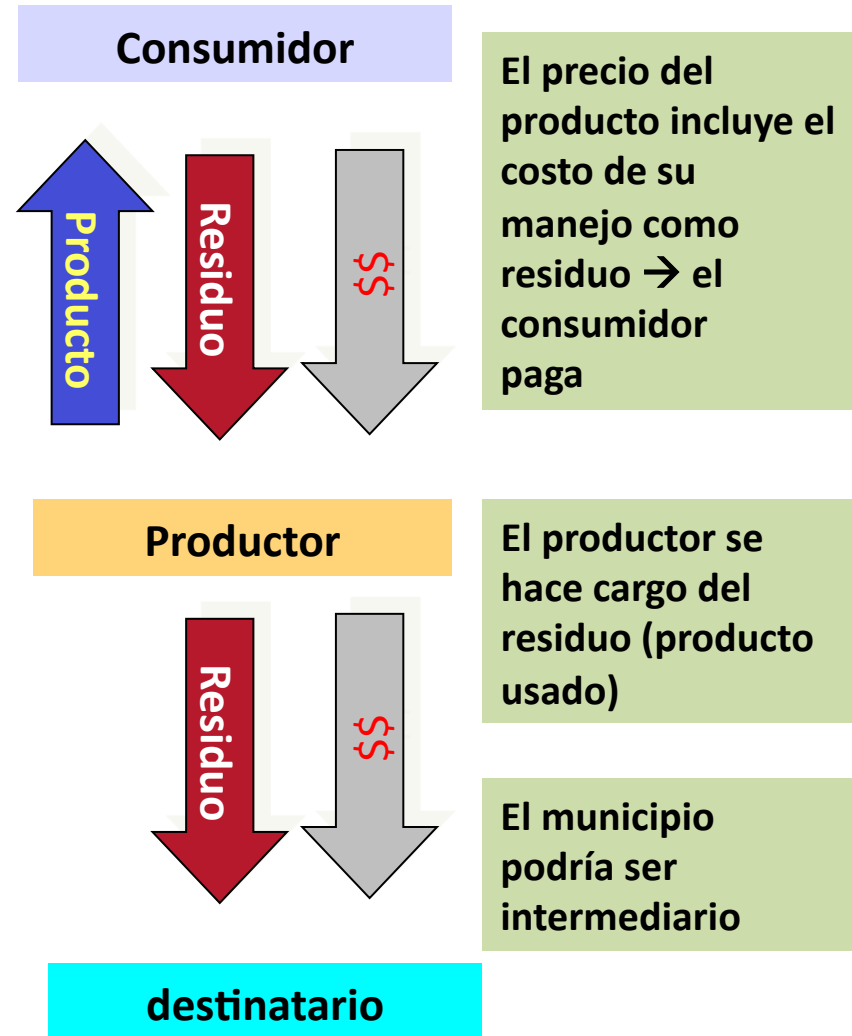 Consumidor
El precio del
producto incluye el
costo de su
manejo como
residuo → el
consumidor
paga
Producto
Residuo
$$
Productor
El productor se
hace cargo del
residuo (producto
usado)
Residuo
$$
El municipio
podría ser
intermediario
destinatario